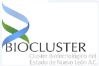 BIOCLUSTER
Cluster Biotecnológico del
Estado de Nuevo León A.C.